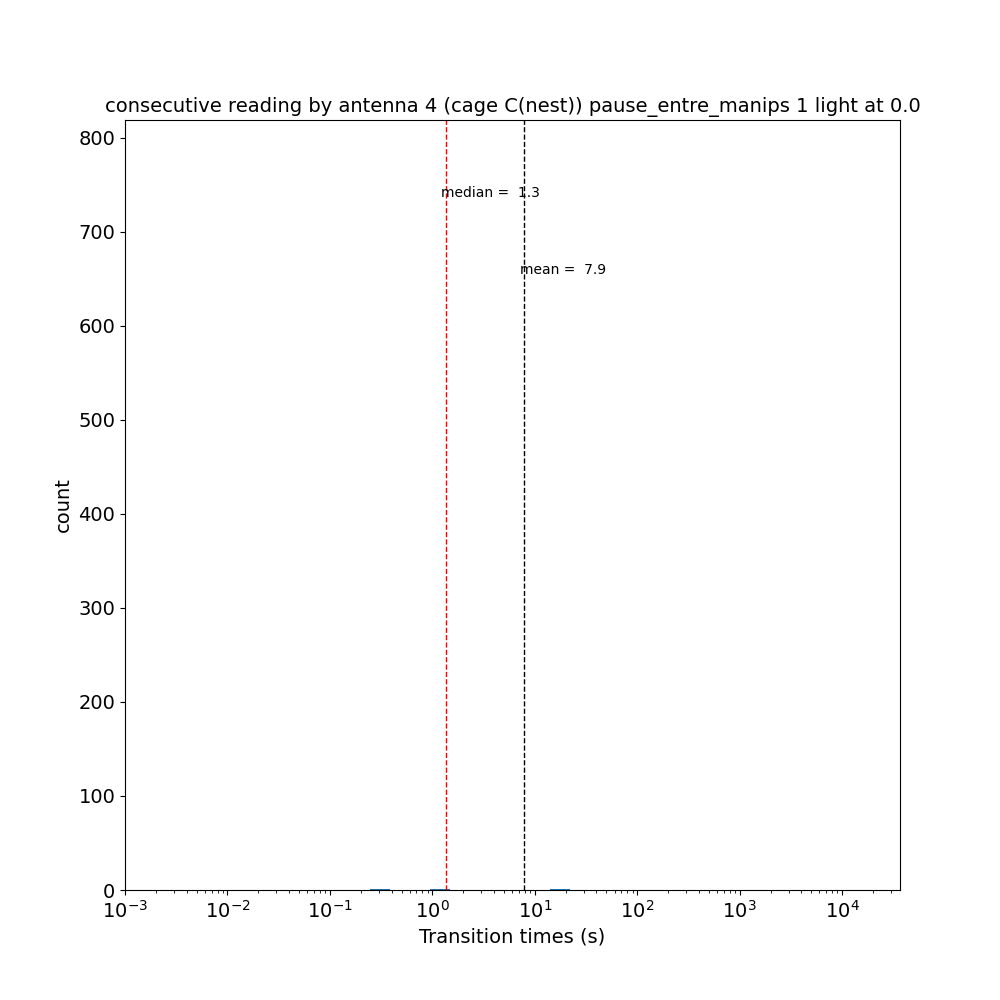 consecutive reading by antenna 4 (cage C(nest)) pause_entre_manips 1 light at 0.0
800
median =  1.3
700
mean =  7.9
600
500
count
400
300
200
100
0
10⁻³ 10⁻² 10⁻¹ 10⁰ 10¹ 10² 10³ 10⁴
Transition times (s)